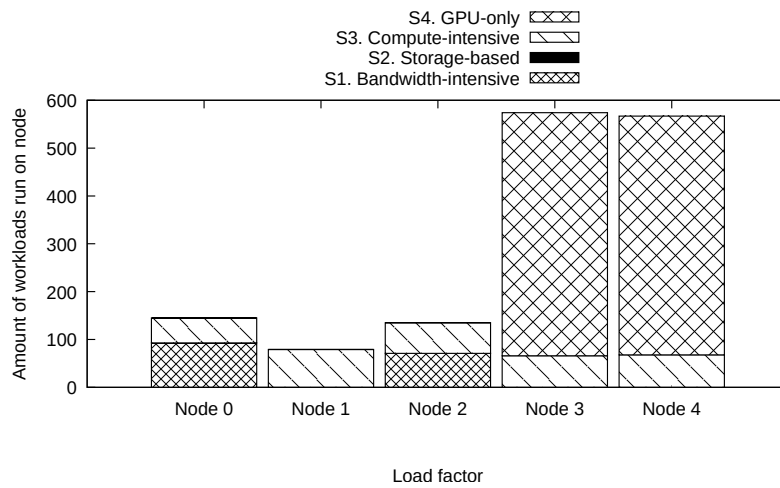 S4. GPU-only
S3. Compute-intensive
S2. Storage-based
S1. Bandwidth-intensive
600
500
400
300
200
100
0
Amount of workloads run on node
Node 0 Node 1 Node 2 Node 3 Node 4
Load factor